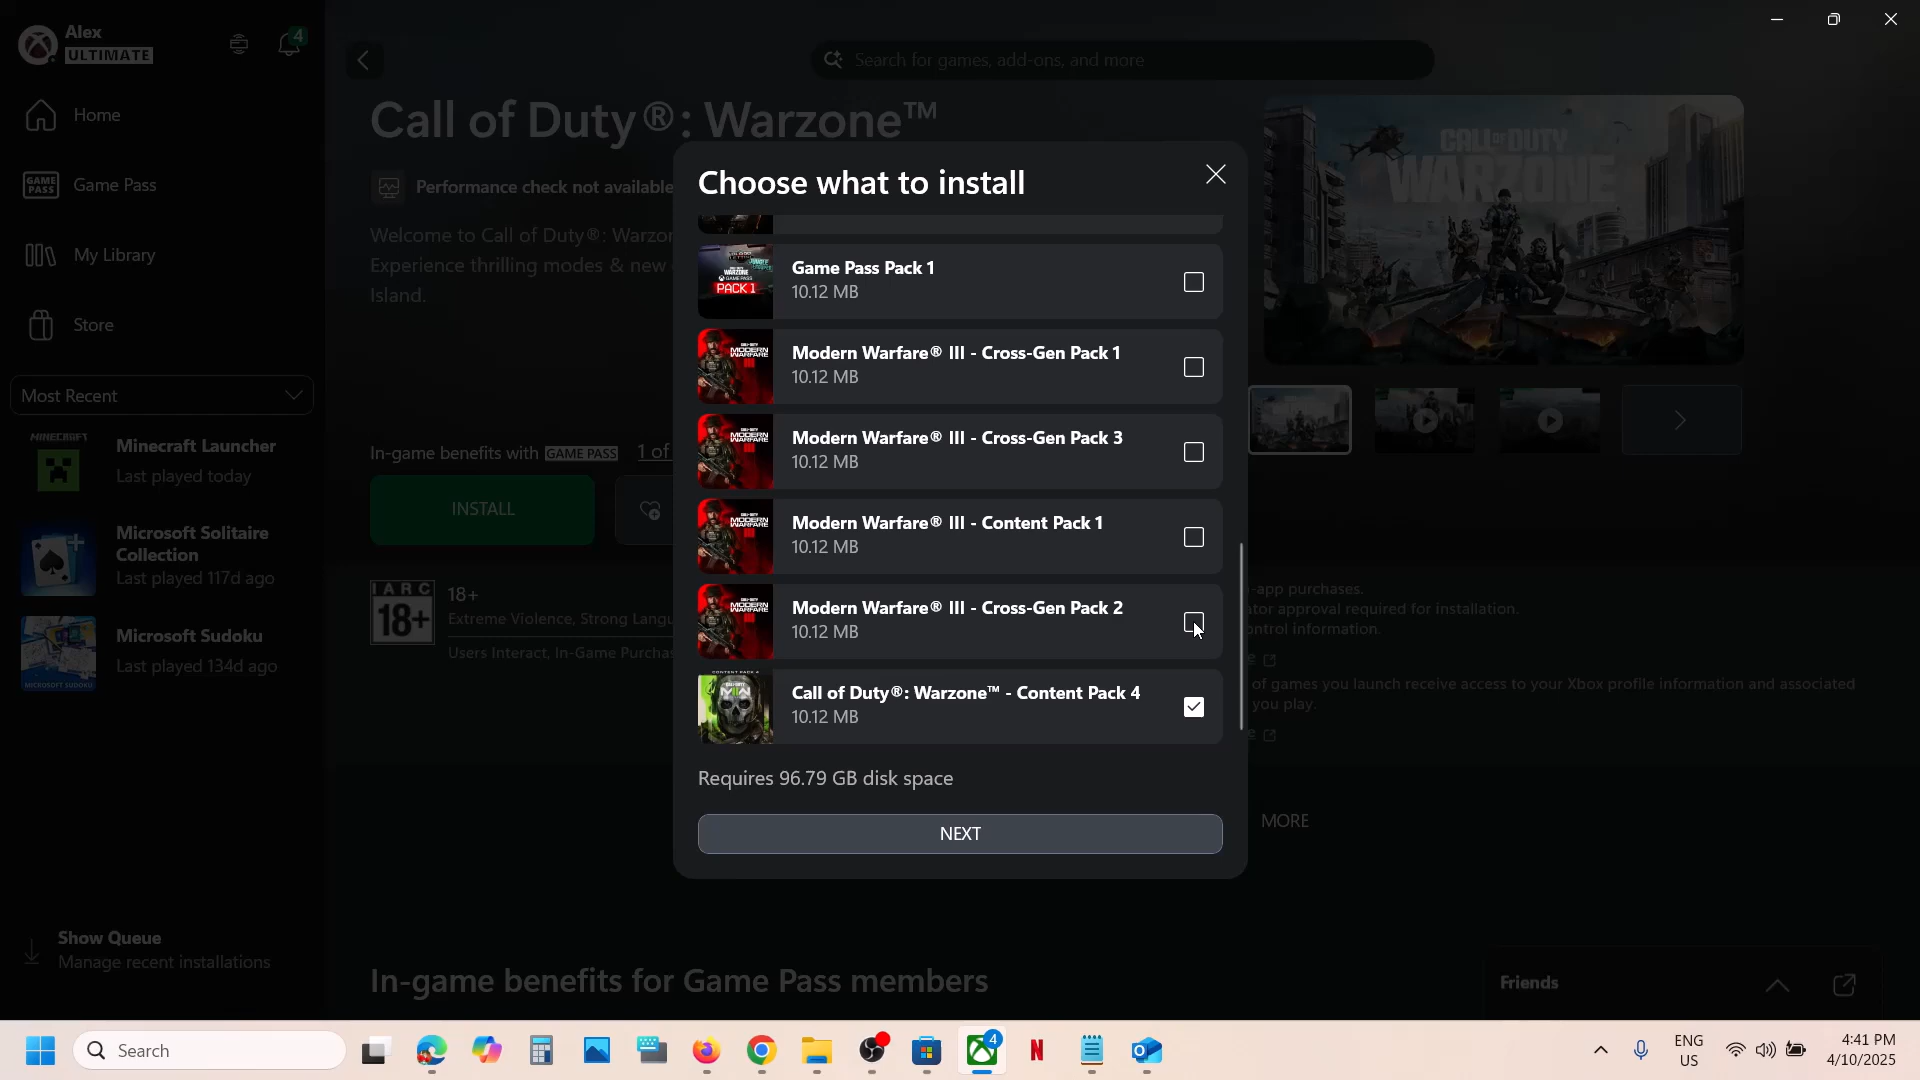 Alex
ULTIMATE
4
Search for games, add-ons, and more
Home
Game Pass
My Library
Store
Most Recent
Minecraft Launcher
Last played today
Microsoft Solitaire
Collection
Last played 117d ago
Microsoft Sudoku
Last played 134d ago
Show Queue
Manage recent installations
Call of Duty®: Warzone™
Performance check not available
Welcome to Call of Duty®: Warzon
Experience thrilling modes & new
Island.
In-game benefits with GAME PASS 1 of
INSTALL
IARC
18+
18+
Extreme Violence, Strong Langu
Users Interact, In-Game Purchas
Choose what to install
Game Pass Pack 1
10.12 MB
Modern Warfare® III - Cross-Gen Pack 1
10.12 MB
Modern Warfare® III - Cross-Gen Pack 3
10.12 MB
Modern Warfare® III - Content Pack 1
10.12 MB
Modern Warfare® III - Cross-Gen Pack 2
10.12 MB
Call of Duty®: Warzone™ - Content Pack 4
10.12 MB
Requires 96.79 GB disk space
NEXT
CALL OF DUTY
WARZONE
-app purchases.
ator approval required for installation.
ontrol information.
of games you launch receive access to your Xbox profile information and associated
you play.
MORE
In-game benefits for Game Pass members
Friends
Search
4
ENG
US
4:41 PM
4/10/2025